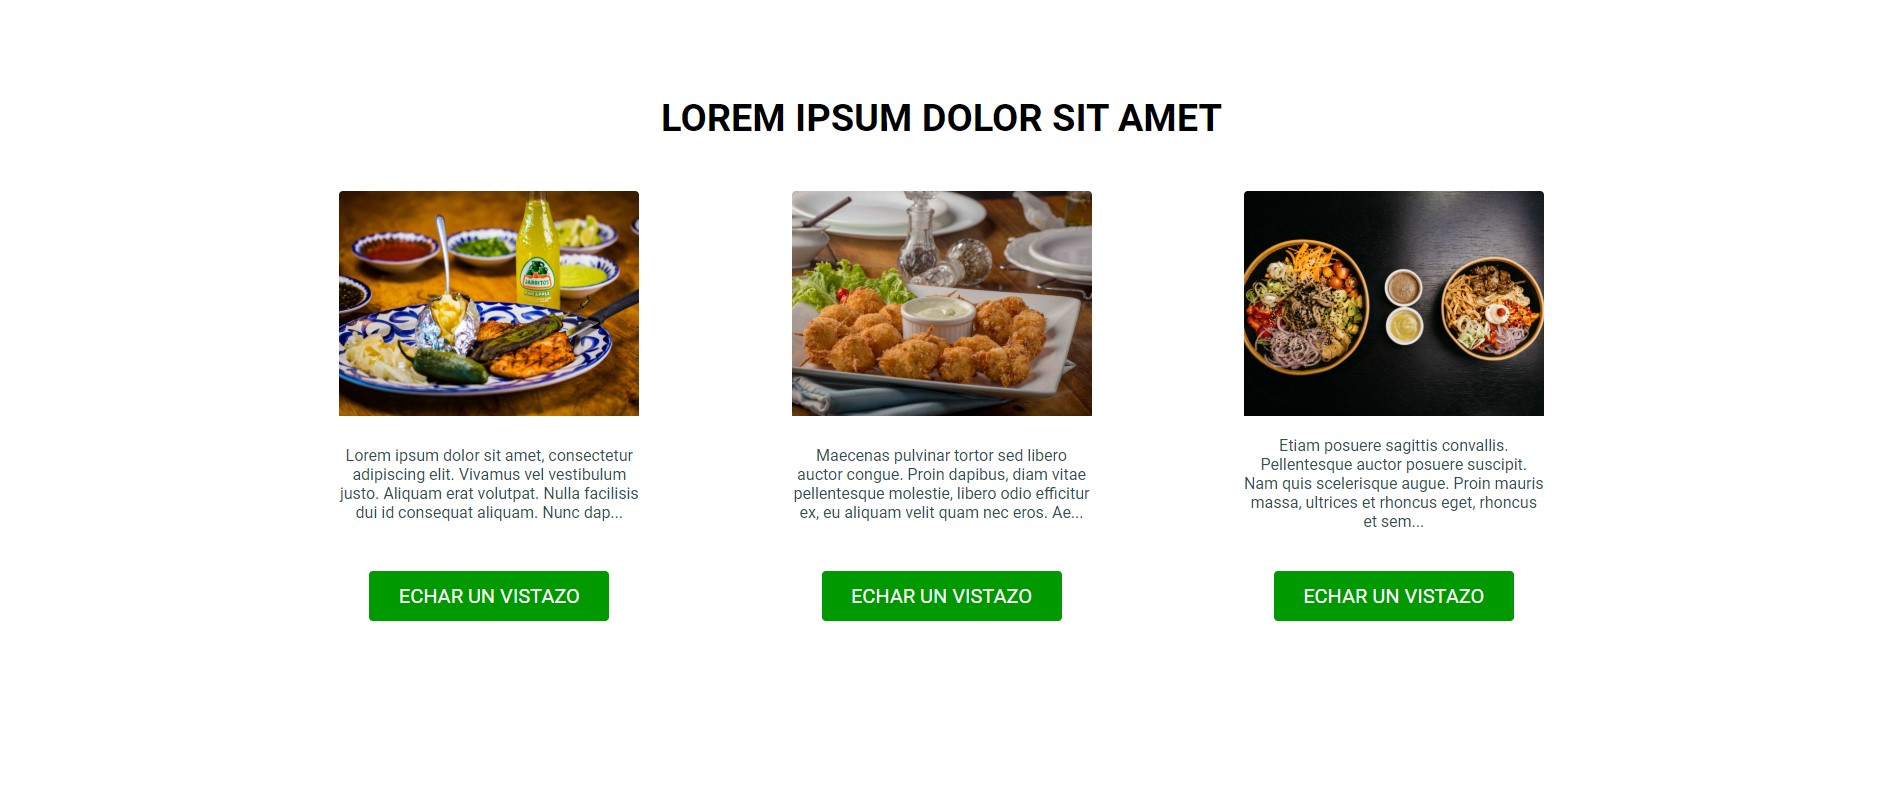 LOREM IPSUM DOLOR SIT AMET
JARRITOS
Lorem ipsum dolor sit amet, consectetur
adipiscing elit. Vivamus vel vestibulum
justo. Aliquam erat volutpat. Nulla facilisis
dui id consequat aliquam. Nunc dap...
ECHAR UN VISTAZO
Maecenas pulvinar tortor sed libero
auctor congue. Proin dapibus, diam vitae
pellentesque molestie, libero odio efficitur
ex, eu aliquam velit quam nec eros. Ae...
ECHAR UN VISTAZO
Etiam posuere sagittis convallis.
Pellentesque auctor posuere suscipit.
Nam quis scelerisque augue. Proin mauris
massa, ultrices et rhoncus eget, rhoncus
et sem...
ECHAR UN VISTAZO